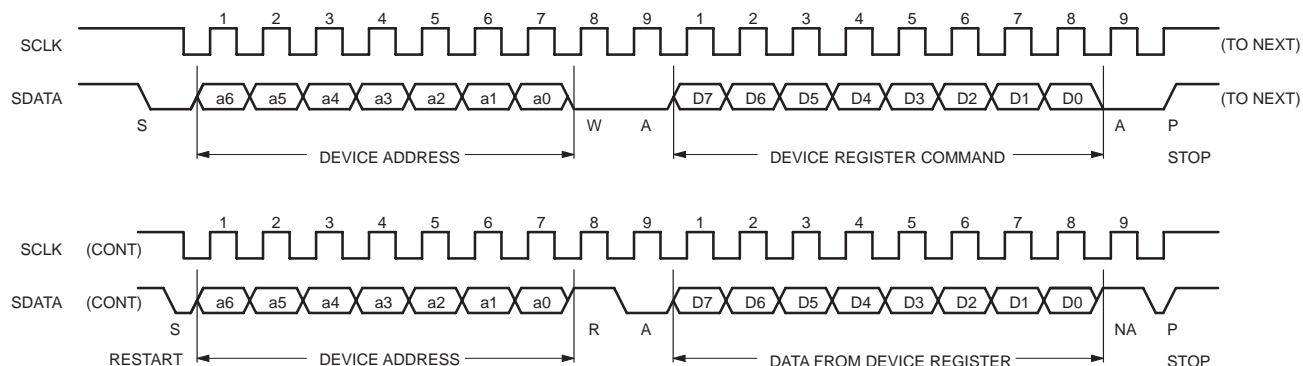 1 2 3 4 5 6 7 8 9 1 2 3 4 5 6 7 8 9
SCLK (TO NEXT)
SDATA a6 a5 a4 a3 a2 a1 a0 D7 D6 D5 D4 D3 D2 D1 D0 (TO NEXT)
S W A A P
DEVICE ADDRESS DEVICE REGISTER COMMAND STOP
1 2 3 4 5 6 7 8 9 1 2 3 4 5 6 7 8 9
SCLK (CONT)
SDATA (CONT) a6 a5 a4 a3 a2 a1 a0 D7 D6 D5 D4 D3 D2 D1 D0
S R A NA P
RESTART DEVICE ADDRESS DATA FROM DEVICE REGISTER STOP